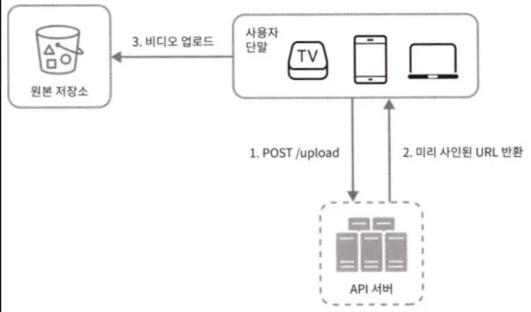 3. 비디오 업로드
사용자
단말
TV
원본 저장소
1. POST /upload
2. 미리 사인된 URL 반환
API 서버